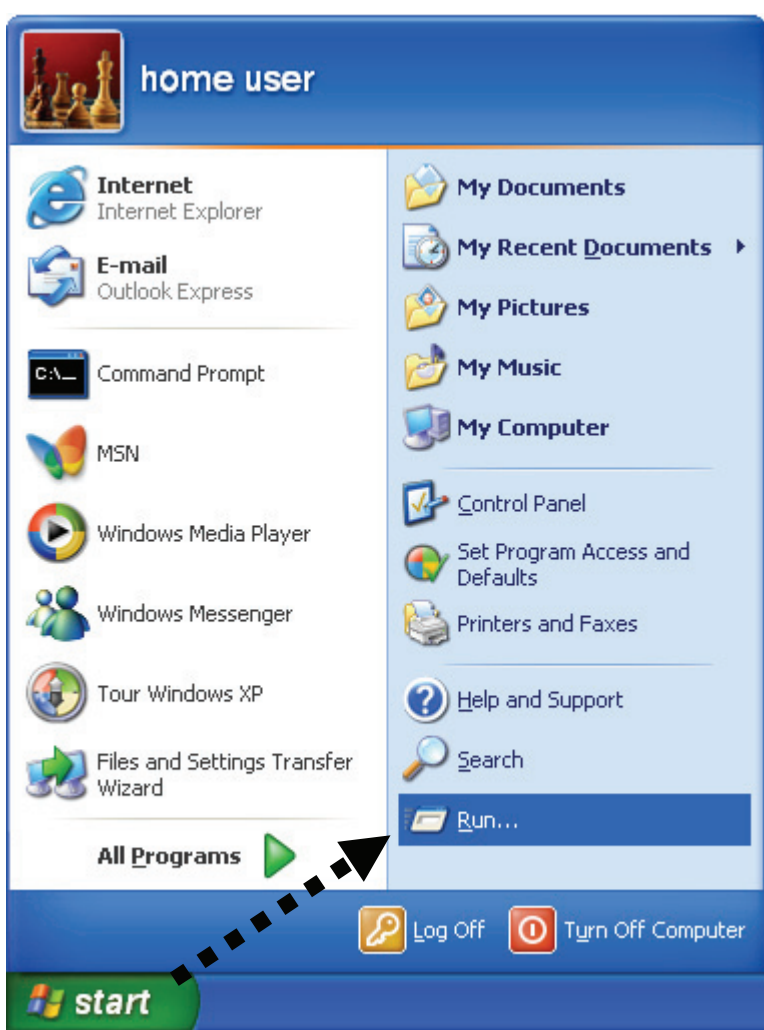 home user
Internet
Internet Explorer
E-mail
Outlook Express
C:\_
Command Prompt
MSN
Windows Media Player
Windows Messenger
Tour Windows XP
Files and Settings Transfer
Wizard
All Programs
My Documents
My Recent Documents
My Pictures
My Music
My Computer
Control Panel
Set Program Access and
Defaults
Printers and Faxes
Help and Support
Search
Run...
Log Off
Turn Off Computer
start